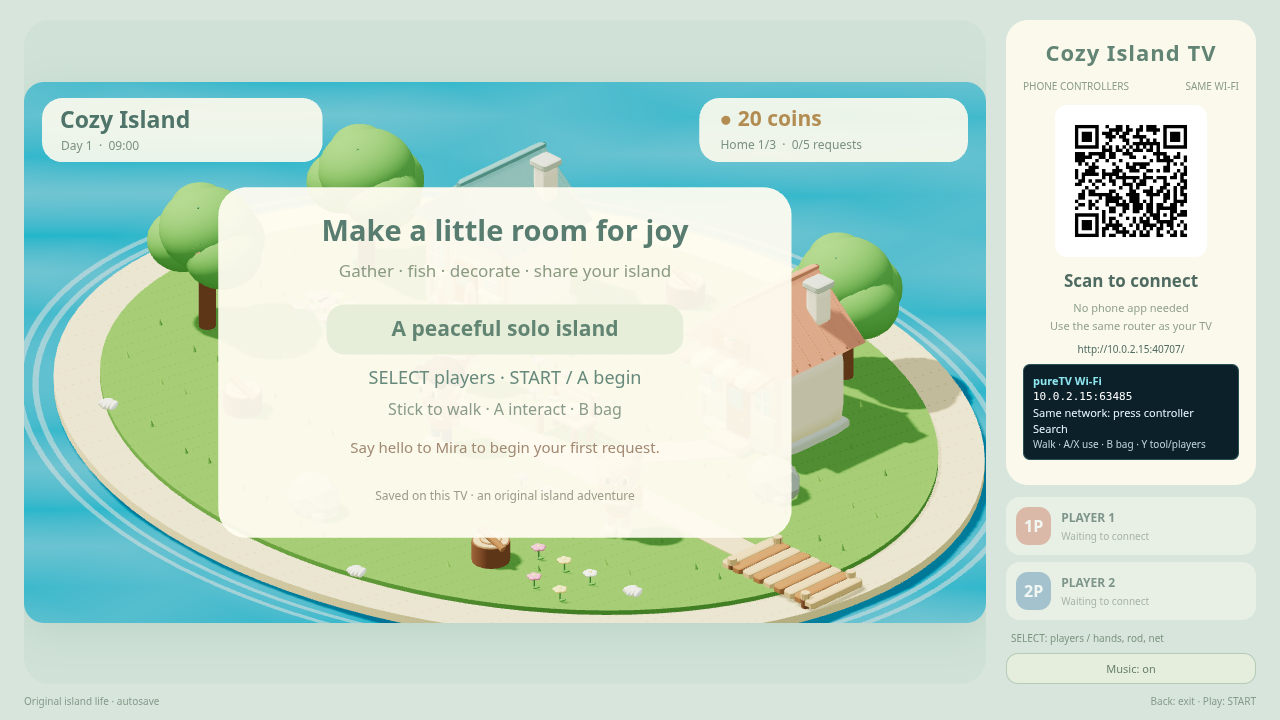 Cozy Island
Day 1 · 09:00
● 20 coins
Home 1/3 · 0/5 requests
Make a little room for joy
Gather · fish · decorate · share your island
A peaceful solo island
SELECT players · START / A begin
Stick to walk · A interact · B bag
Say hello to Mira to begin your first request.
Saved on this TV · an original island adventure
Cozy Island TV
PHONE CONTROLLERS SAME WI-FI
Scan to connect
No phone app needed
Use the same router as your TV
http://10.0.2.15:40707/
pureTV Wi-Fi
10.0.2.15:63485
Same network: press controller
Search
Walk · A/X use · B bag · Y tool/players
1P PLAYER 1
Waiting to connect
2P PLAYER 2
Waiting to connect
SELECT: players / hands, rod, net
Music: on
Original island life · autosave
Back: exit · Play: START